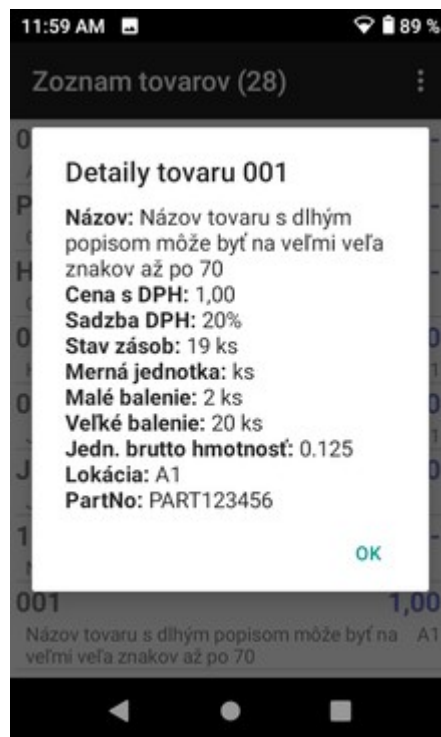 11:59 AM 89 %
Zoznam tovarov (28)
Detaily tovaru 001
Názov: Názov tovaru s dlhým
popisom môže byť na veľmi veľa
znakov až po 70
Cena s DPH: 1,00
Sadzba DPH: 20%
Stav zásob: 19 ks
Merná jednotka: ks
Malé balenie: 2 ks
Veľké balenie: 20 ks
Jedn. brutto hmotnosť: 0.125
Lokácia: A1
PartNo: PART123456
OK
001 1,00
Názov tovaru s dlhým popisom môže byť na A1
veľmi veľa znakov až po 70